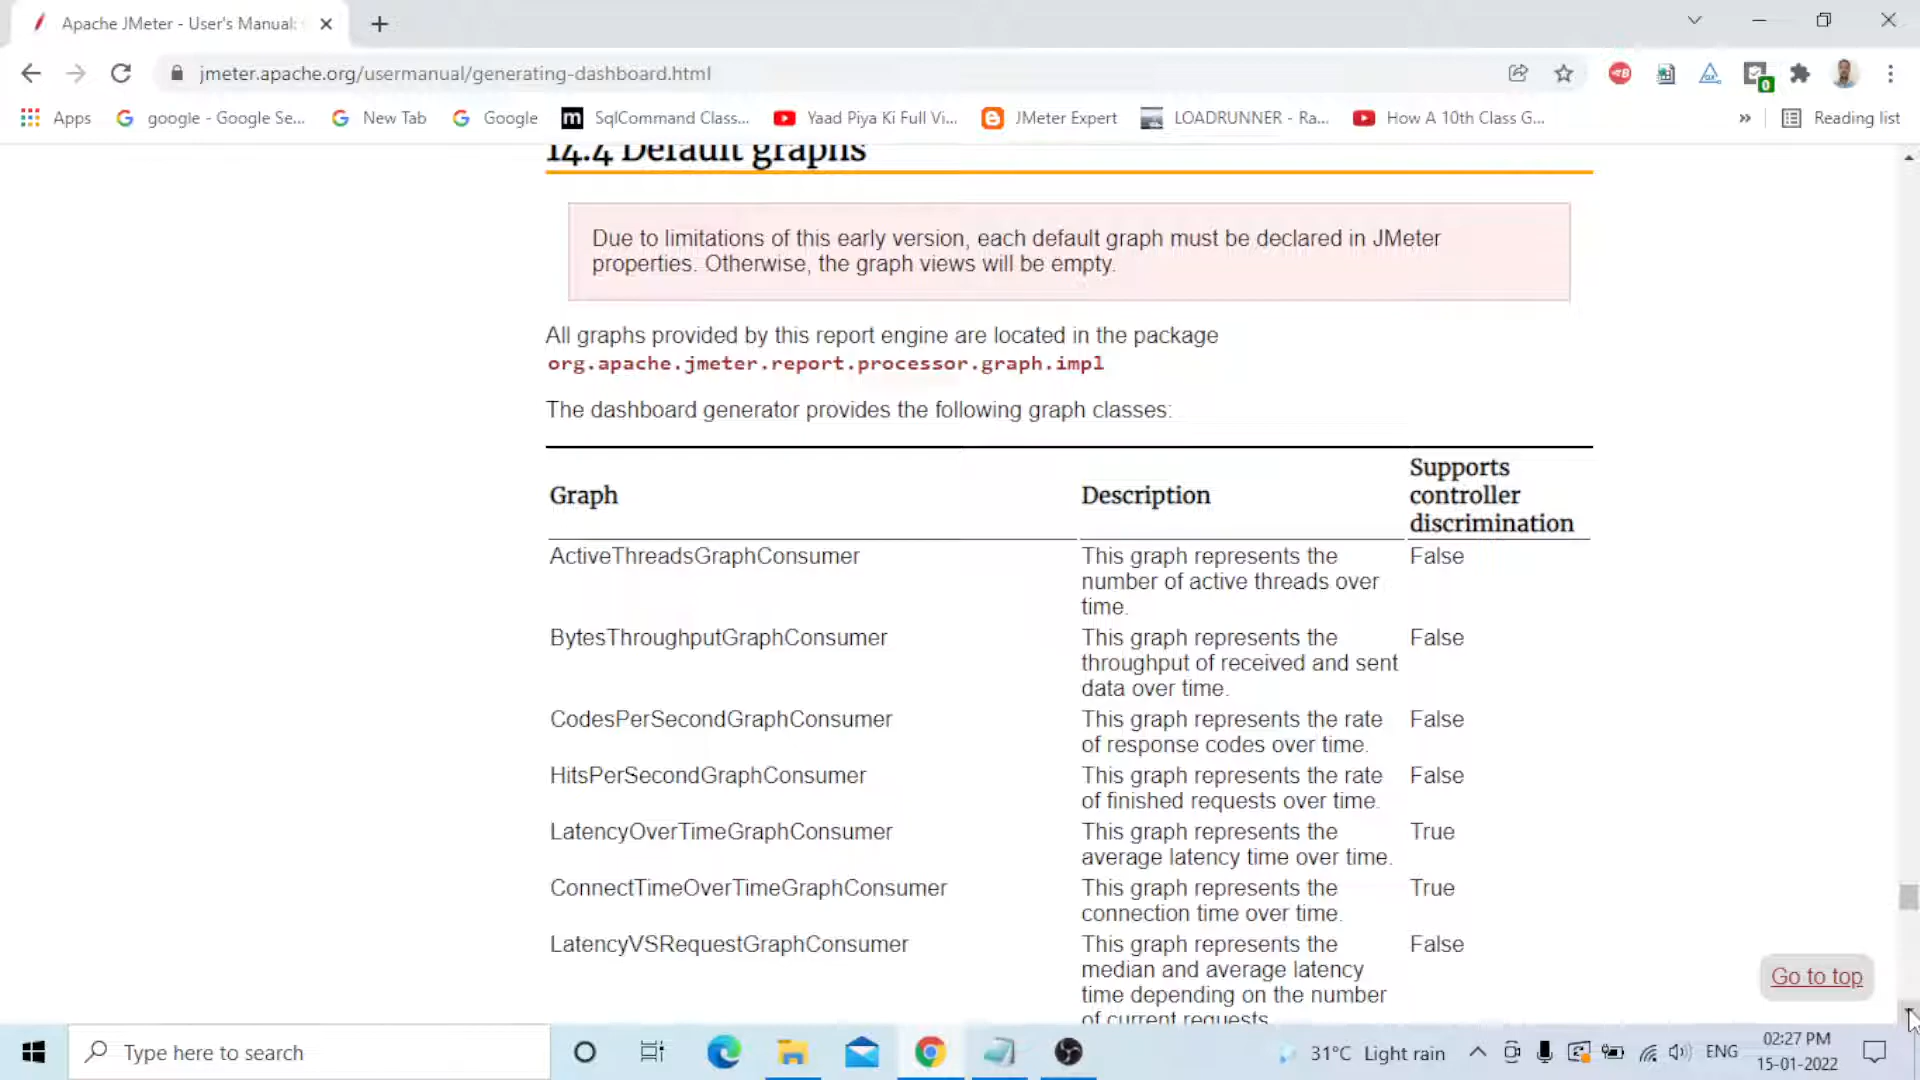 Apache JMeter - User's Manual:
jmeter.apache.org/usermanual/generating-dashboard.html
0
Apps
google - Google Se...
New Tab
Google
m
SqlCommand Class...
Yaad Piya Ki Full Vi...
JMeter Expert
LOADRUNNER - Ra...
How A 10th Class G...
»
Reading list
14.4 Default graphs
Due to limitations of this early version, each default graph must be declared in JMeter
properties. Otherwise, the graph views will be empty.
All graphs provided by this report engine are located in the package
org.apache.jmeter.report.processor.graph.impl
The dashboard generator provides the following graph classes:
Graph
Description
Supports
controller
discrimination
ActiveThreadsGraphConsumer
This graph represents the
number of active threads over
time.
False
BytesThroughputGraphConsumer
This graph represents the
throughput of received and sent
data over time.
False
CodesPerSecondGraphConsumer
This graph represents the rate
of response codes over time.
False
HitsPerSecondGraphConsumer
This graph represents the rate
of finished requests over time.
False
LatencyOverTimeGraphConsumer
This graph represents the
average latency time over time.
True
ConnectTimeOverTimeGraphConsumer
This graph represents the
connection time over time.
True
LatencyVSRequestGraphConsumer
This graph represents the
median and average latency
time depending on the number
of current requests.
False
Go to top
Type here to search
31°C Light rain
ENG
02:27 PM
15-01-2022